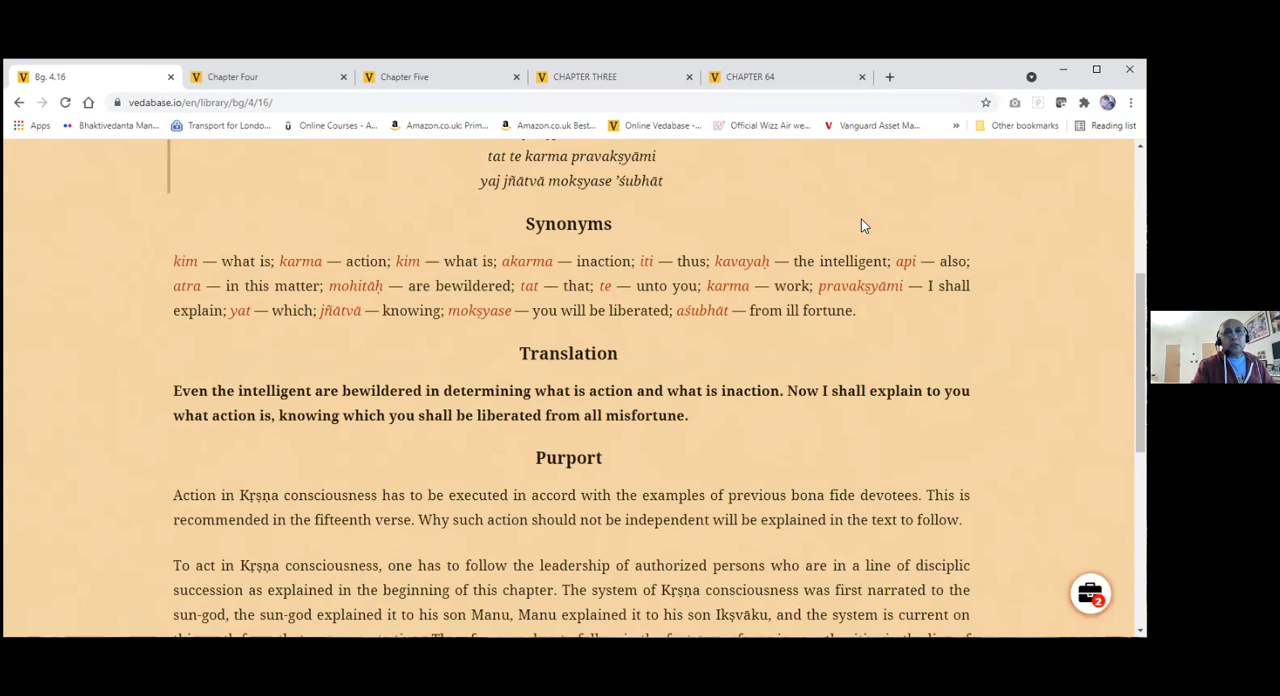 Bg. 4.16
Chapter Four
Chapter Five
CHAPTER THREE
CHAPTER 64
vedabase.io/en/library/bg/4/16/
Apps
Bhaktivedanta Man...
Transport for Londo...
Online Courses - A...
Amazon.co.uk: Prim...
Amazon.co.uk Best...
Online Vedabase -...
Official Wizz Air we...
Vanguard Asset Ma...
»
Other bookmarks
Reading list
tat te karma pravakṣyāmi
yaj jñātvā mokṣyase ’śubhāt
Synonyms
kim — what is; karma — action; kim — what is; akarma — inaction; iti — thus; kavayaḥ — the intelligent; api — also;
atra — in this matter; mohitāḥ — are bewildered; tat — that; te — unto you; karma — work; pravakṣyāmi — I shall
explain; yat — which; jñātvā — knowing; mokṣyase — you will be liberated; aśubhāt — from ill fortune.
Translation
Even the intelligent are bewildered in determining what is action and what is inaction. Now I shall explain to you
what action is, knowing which you shall be liberated from all misfortune.
Purport
Action in Kṛṣṇa consciousness has to be executed in accord with the examples of previous bona fide devotees. This is
recommended in the fifteenth verse. Why such action should not be independent will be explained in the text to follow.
To act in Kṛṣṇa consciousness, one has to follow the leadership of authorized persons who are in a line of disciplic
succession as explained in the beginning of this chapter. The system of Kṛṣṇa consciousness was first narrated to the
sun-god, the sun-god explained it to his son Manu, Manu explained it to his son Ikṣvāku, and the system is current on
2